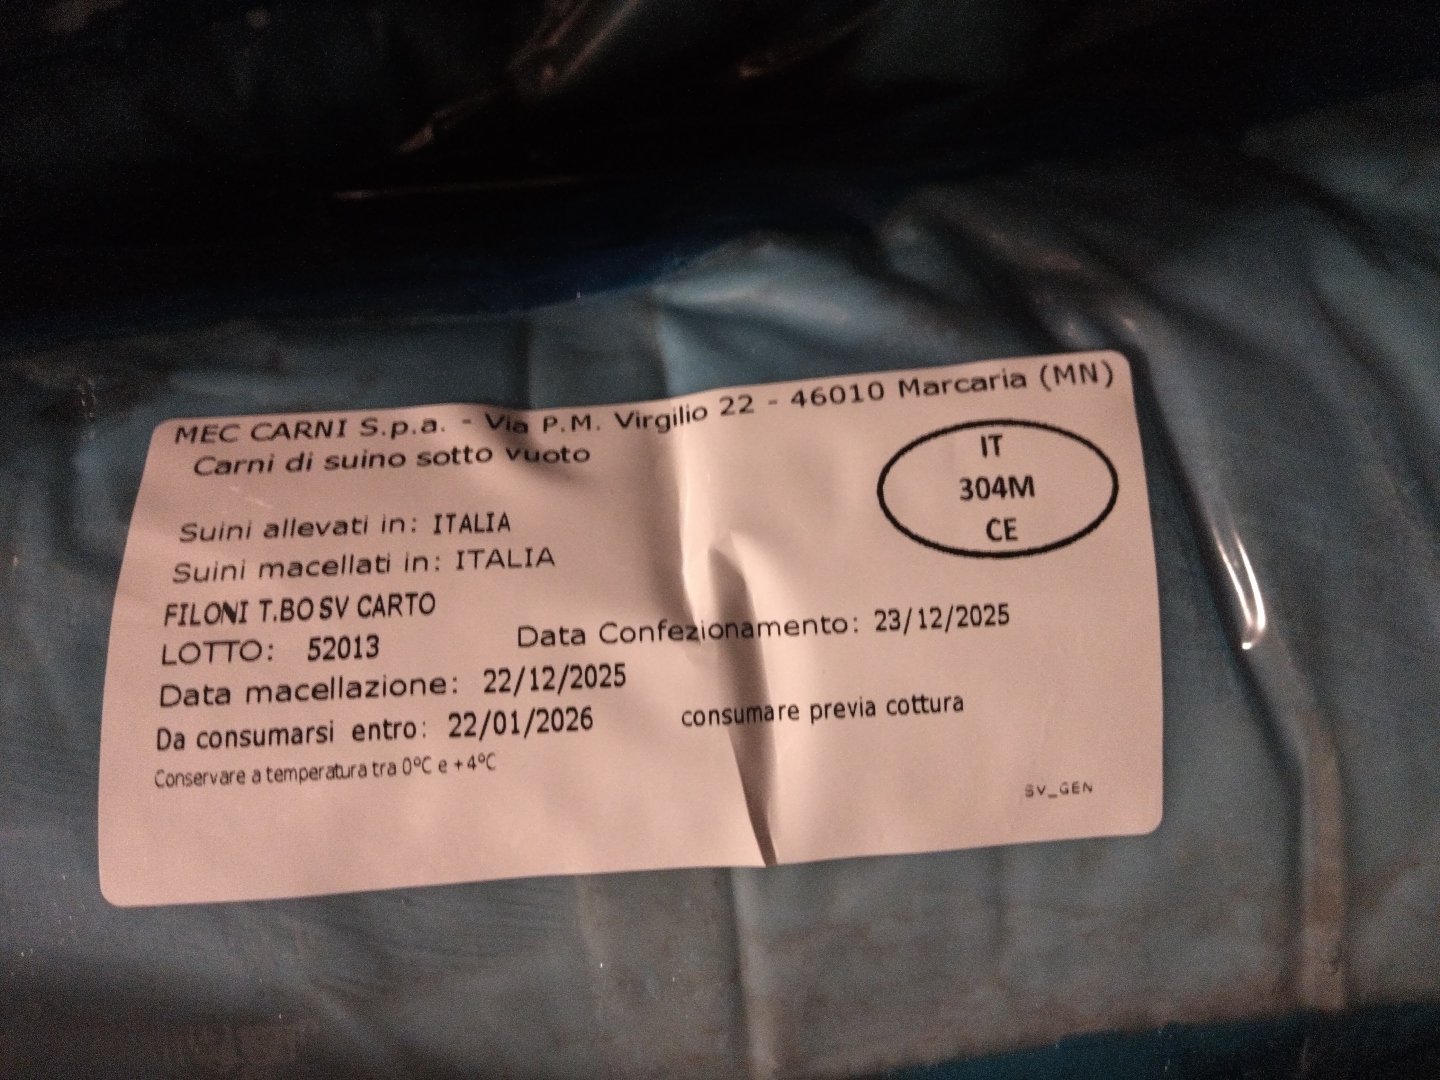 MEC CARNI S.p.a. - Via P.M. Virgilio 22 - 46010 Marcaria (MN)
Carni di suino sotto vuoto
IT
304M
CE
Suini allevati in: ITALIA
Suini macellati in: ITALIA
FILONI T.BO SV CARTO
LOTTO: 52013 Data Confezionamento: 23/12/2025
Data macellazione: 22/12/2025
Da consumarsi entro: 22/01/2026 consumare previa cottura
Conservare a temperatura tra 0°C e +4°C
SV_GEN